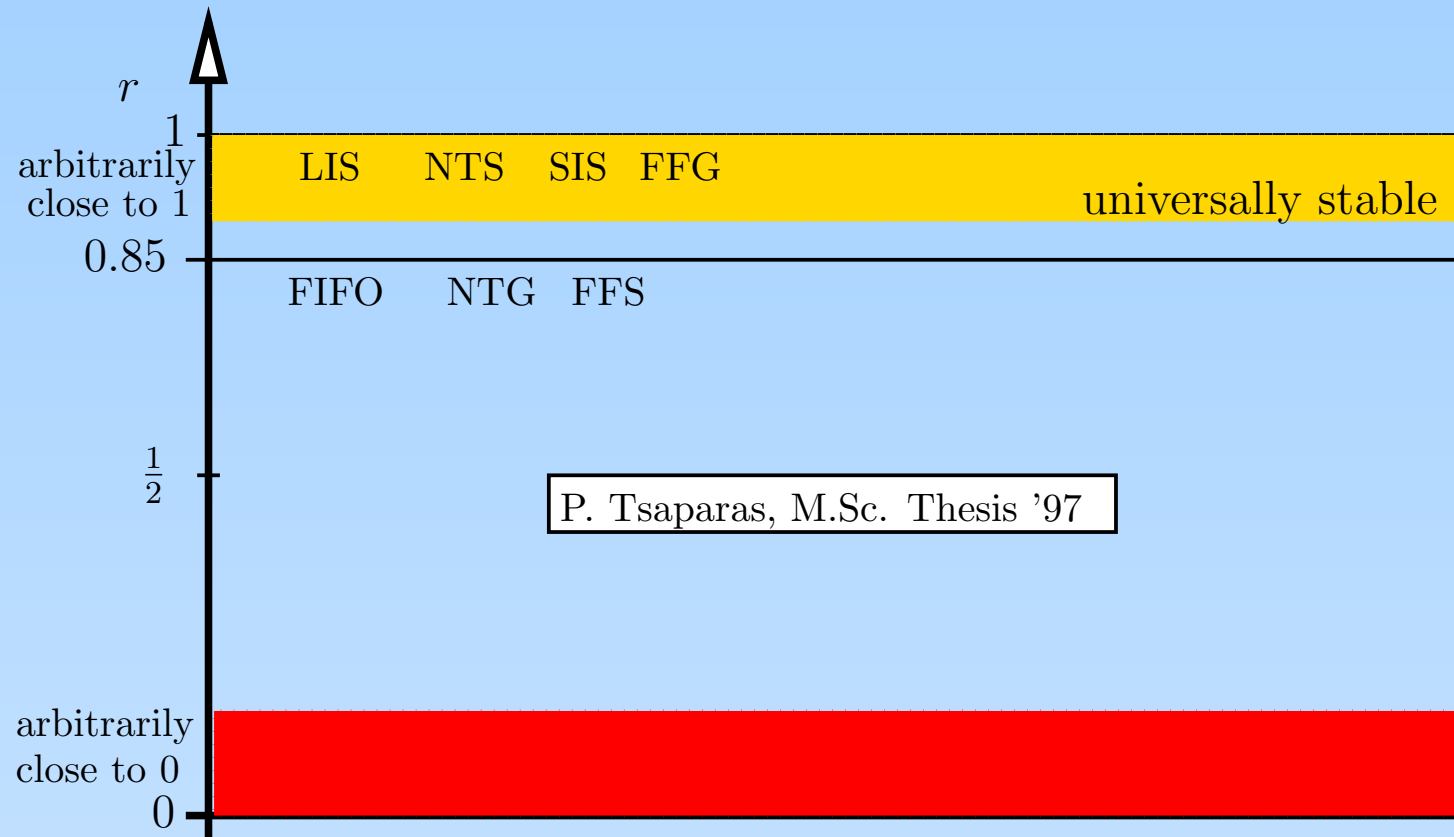 r
1
arbitrarily
close to 1
LIS NTS SIS FFG
universally stable
0.85
FIFO NTG FFS
1/2
P. Tsaparas, M.Sc. Thesis ’97
arbitrarily
close to 0
0